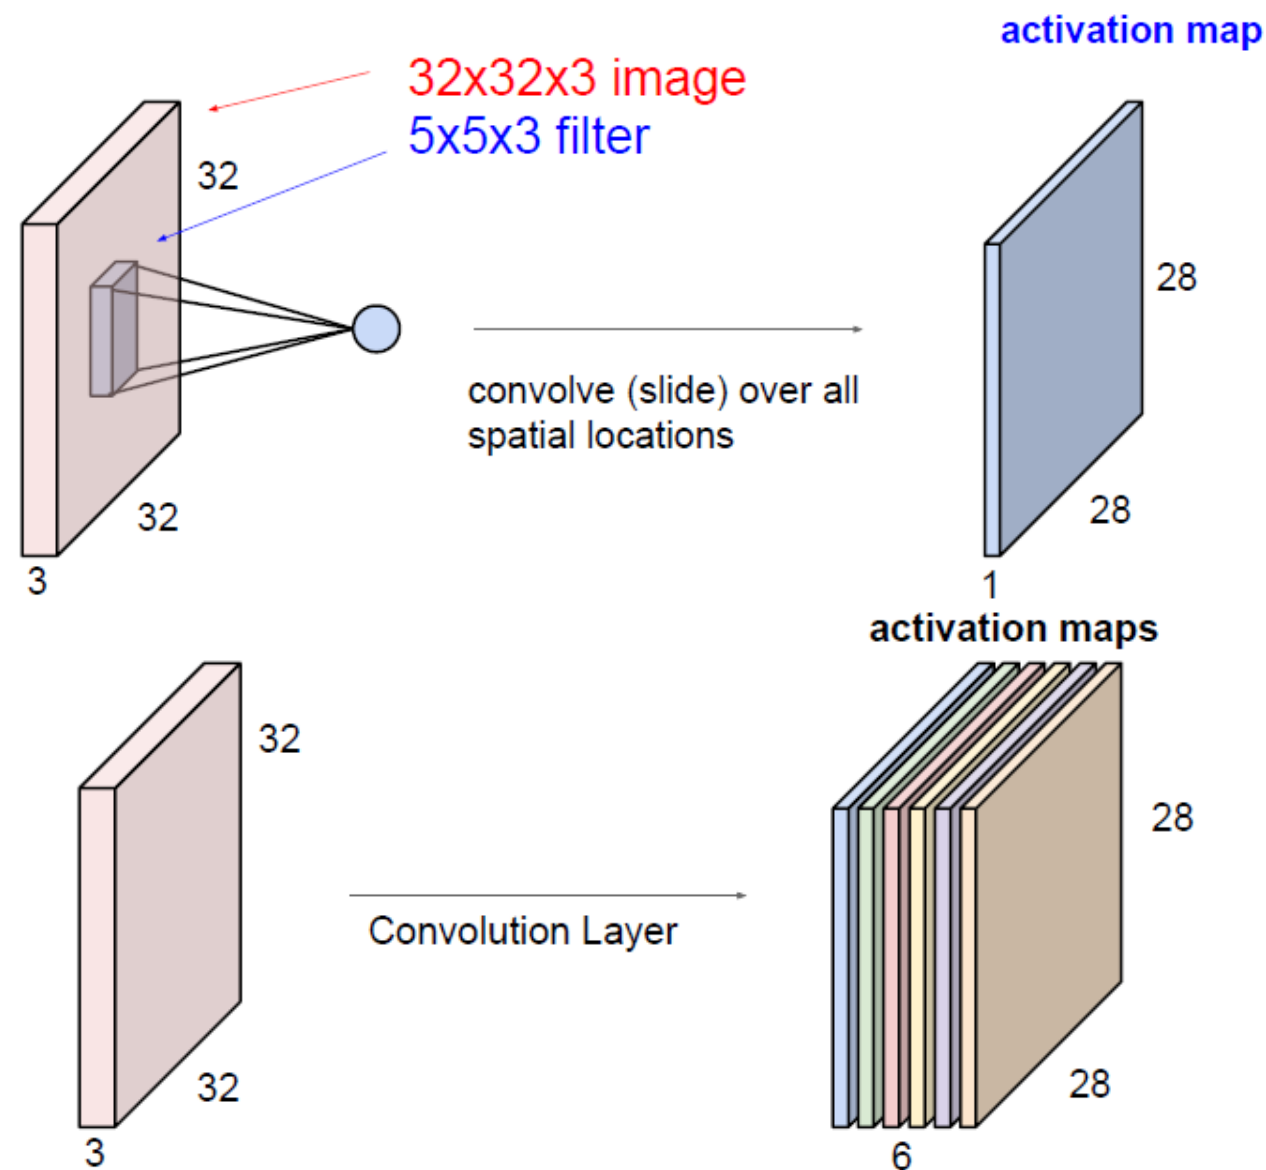 activation map
32x32x3 image
5x5x3 filter
32
28
convolve (slide) over all
spatial locations
32
28
3
1
activation maps
32
28
Convolution Layer
32
28
3
6